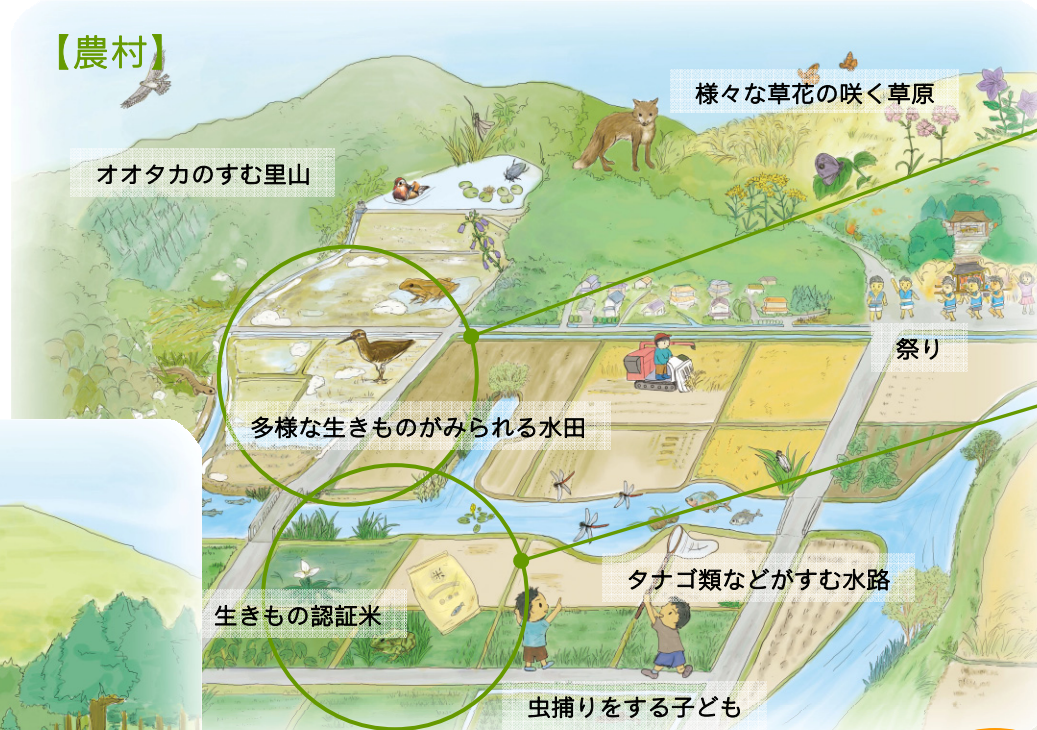 【農村】
様々な草花の咲く草原
オオタカのすむ里山
祭り
多様な生きものがみられる水田
タナゴ類などがすむ水路
生きもの認証米
米
虫捕りをする子ども